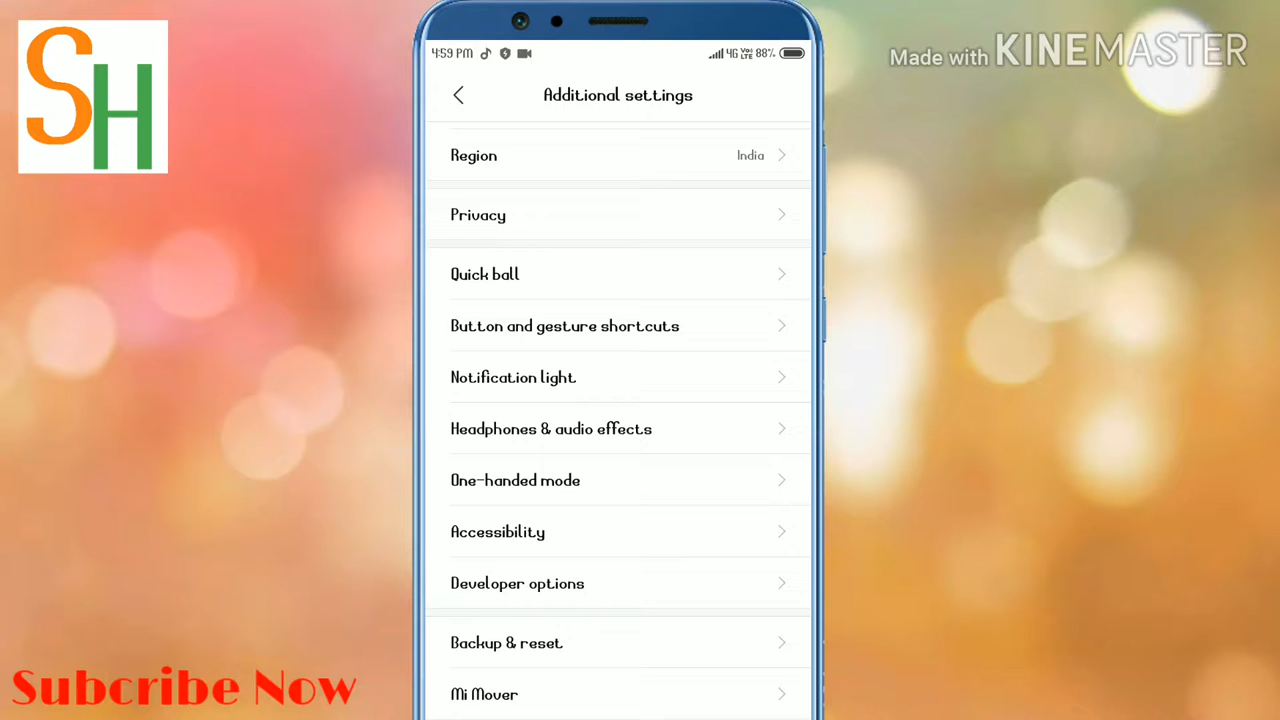 SH
Made with KINEMASTER
4:59 PM 4G VoLTE 88%
Additional settings
Region India
Privacy
Quick ball
Button and gesture shortcuts
Notification light
Headphones & audio effects
One-handed mode
Accessibility
Developer options
Backup & reset
Mi Mover
Subcribe Now